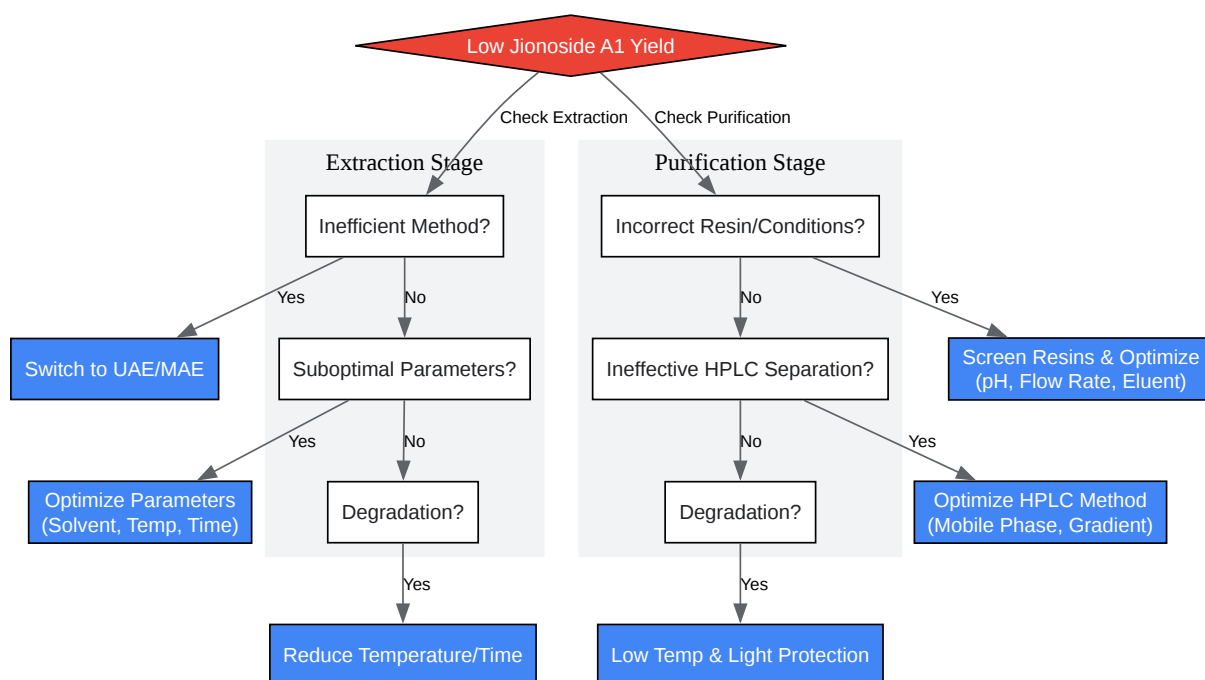 Low Jionoside A1 Yield
Check Extraction
Check Purification
Extraction Stage
Purification Stage
Inefficient Method?
Incorrect Resin/Conditions?
Yes
No
No
Yes
Switch to UAE/MAE
Suboptimal Parameters?
Ineffective HPLC Separation?
Screen Resins & Optimize
(pH, Flow Rate, Eluent)
Yes
No
No
Yes
Optimize Parameters
(Solvent, Temp, Time)
Degradation?
Degradation?
Optimize HPLC Method
(Mobile Phase, Gradient)
Yes
Yes
Reduce Temperature/Time
Low Temp & Light Protection